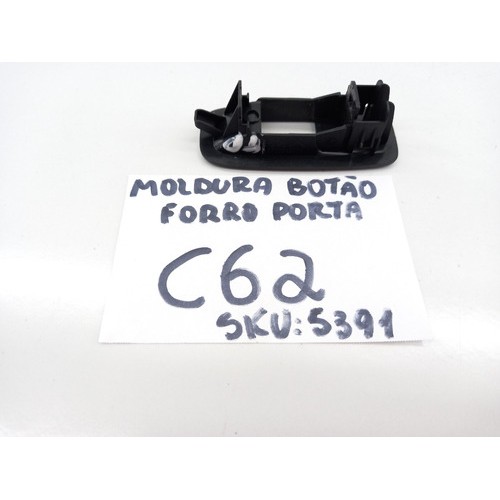 MOLDURA BOTÃO
FORRO PORTA
C62
SKU:5391